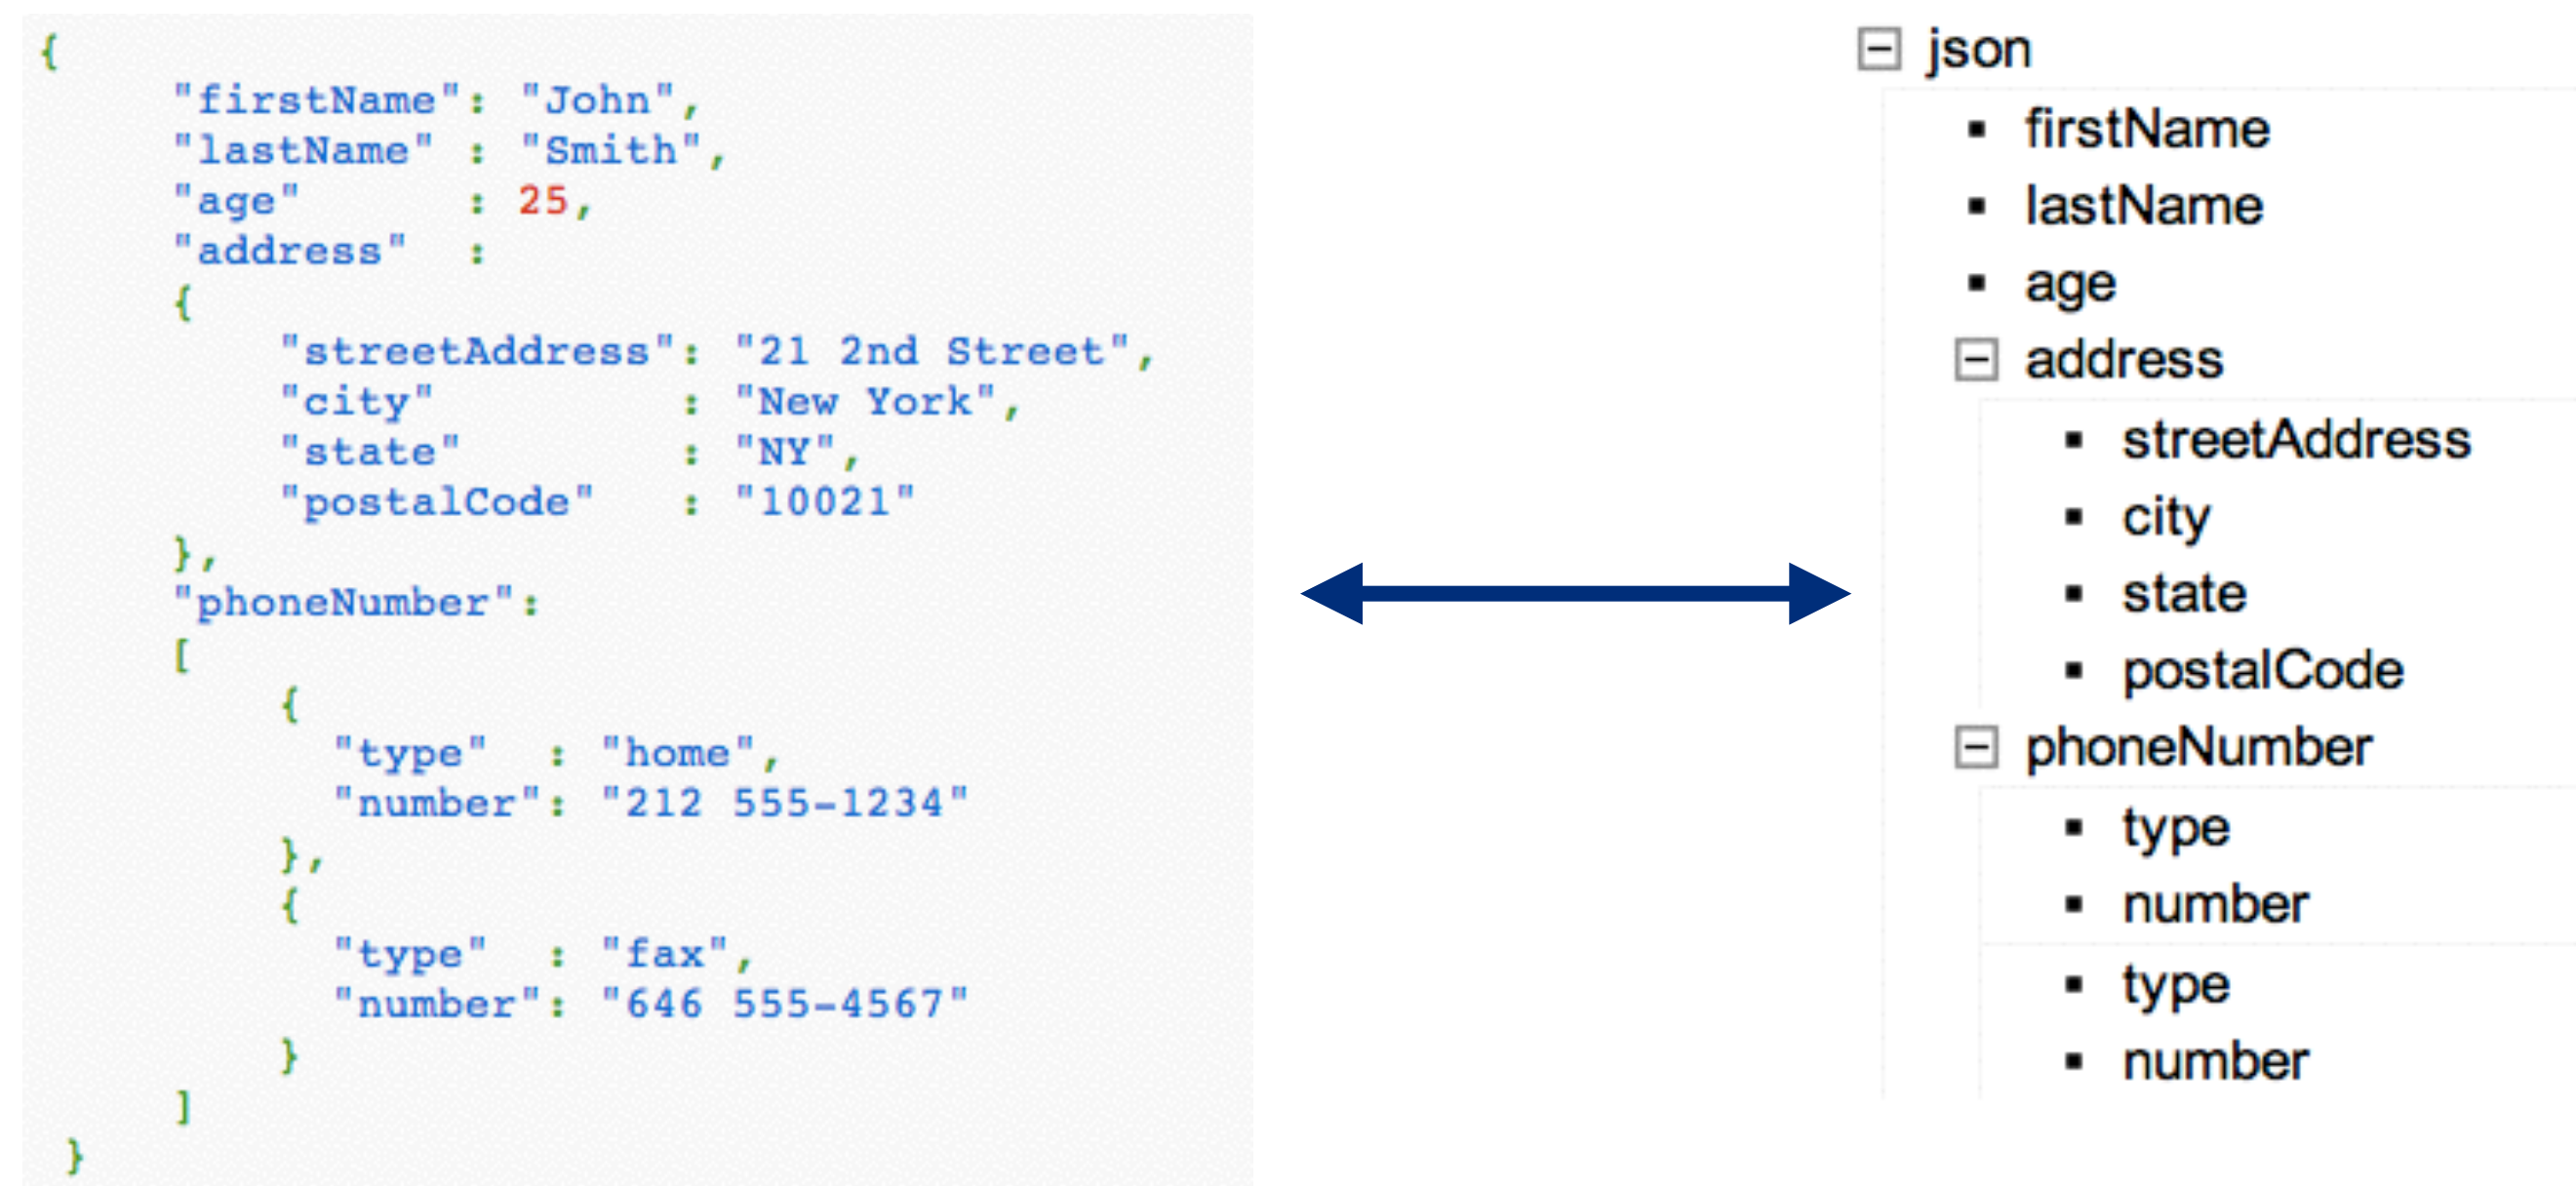 {
"firstName": "John",
"lastName" : "Smith",
"age" : 25,
"address" :
{
"streetAddress": "21 2nd Street",
"city" : "New York",
"state" : "NY",
"postalCode" : "10021"
},
"phoneNumber":
[
{
"type" : "home",
"number": "212 555-1234"
},
{
"type" : "fax",
"number": "646 555-4567"
}
]
}
json
firstName
lastName
age
address
streetAddress
city
state
postalCode
phoneNumber
type
number
type
number